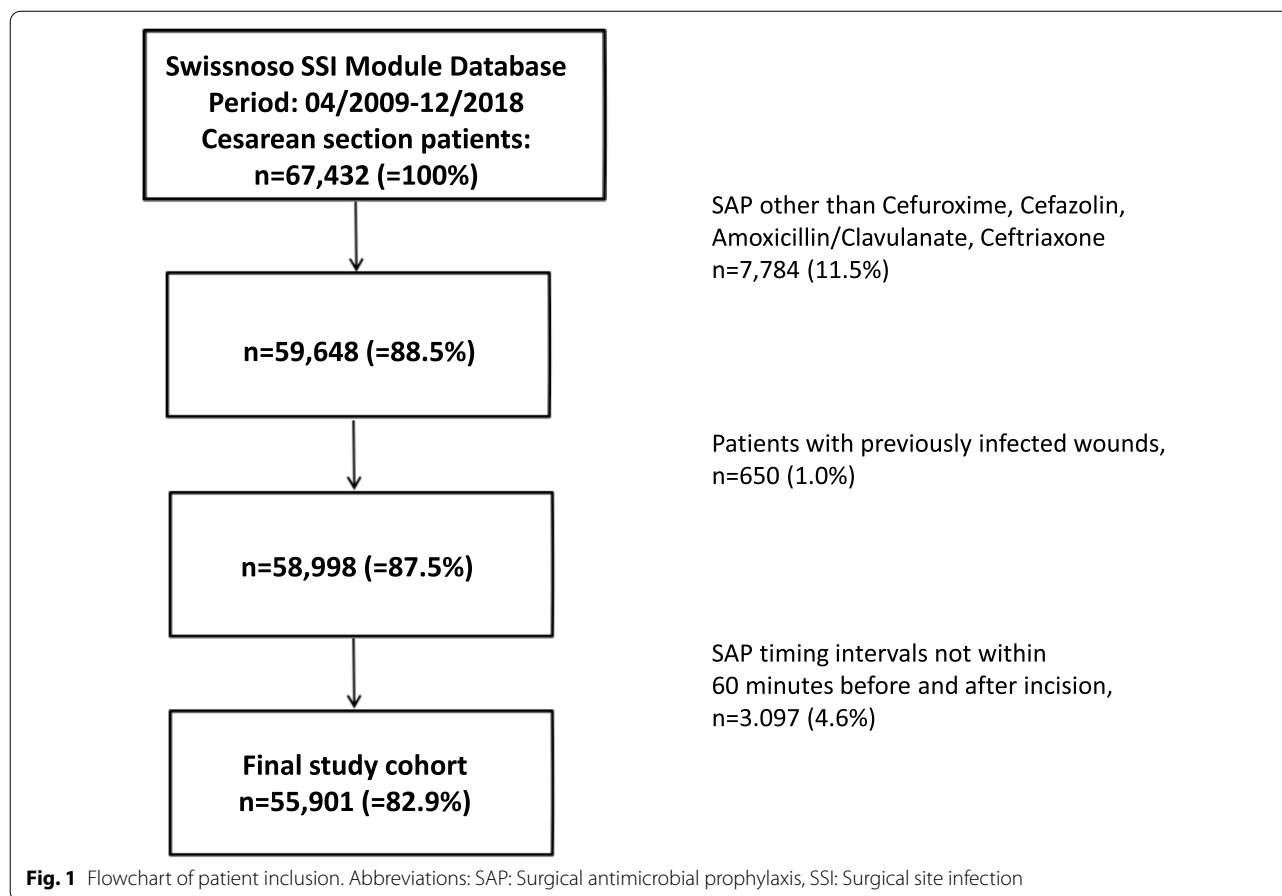 Swissnoso SSI Module Database
Period: 04/2009-12/2018
Cesarean section patients:
n=67,432 (=100%)
SAP other than Cefuroxime, Cefazolin,
Amoxicillin/Clavulanate, Ceftriaxone
n=7,784 (11.5%)
n=59,648 (=88.5%)
Patients with previously infected wounds,
n=650 (1.0%)
n=58,998 (=87.5%)
SAP timing intervals not within
60 minutes before and after incision,
n=3.097 (4.6%)
Final study cohort
n=55,901 (=82.9%)
Fig. 1 Flowchart of patient inclusion. Abbreviations: SAP: Surgical antimicrobial prophylaxis, SSI: Surgical site infection